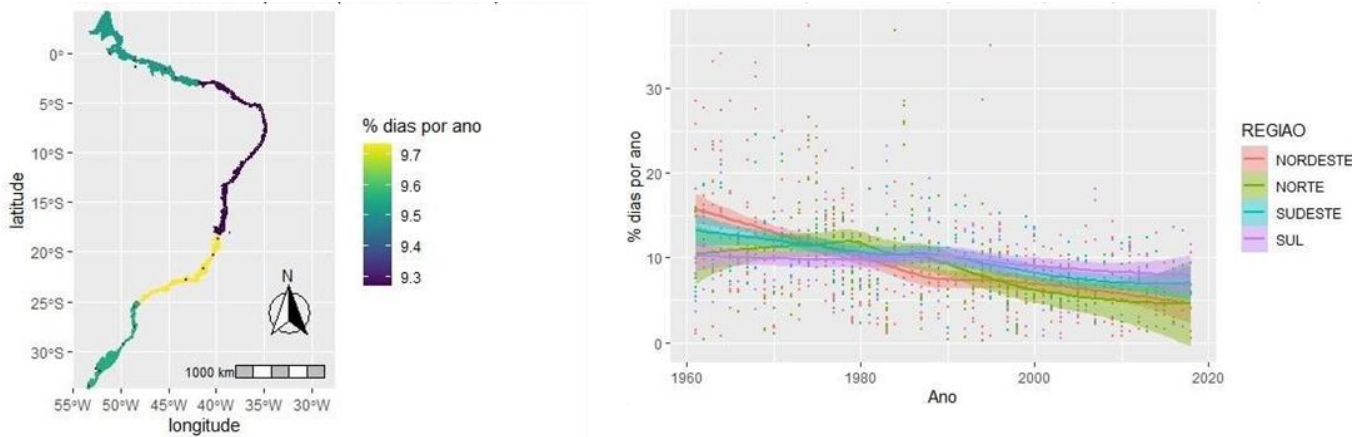 0°
5°S
10°S
15°S
20°S
25°S
30°S
latitude
N
1000 km
55°W 50°W 45°W 40°W 35°W 30°W
longitude
% dias por ano
9.7
9.6
9.5
9.4
9.3
% dias por ano
30
20
10
0
1960 1980 2000 2020
Ano
REGIAO
NORDESTE
NORTE
SUDESTE
SUL